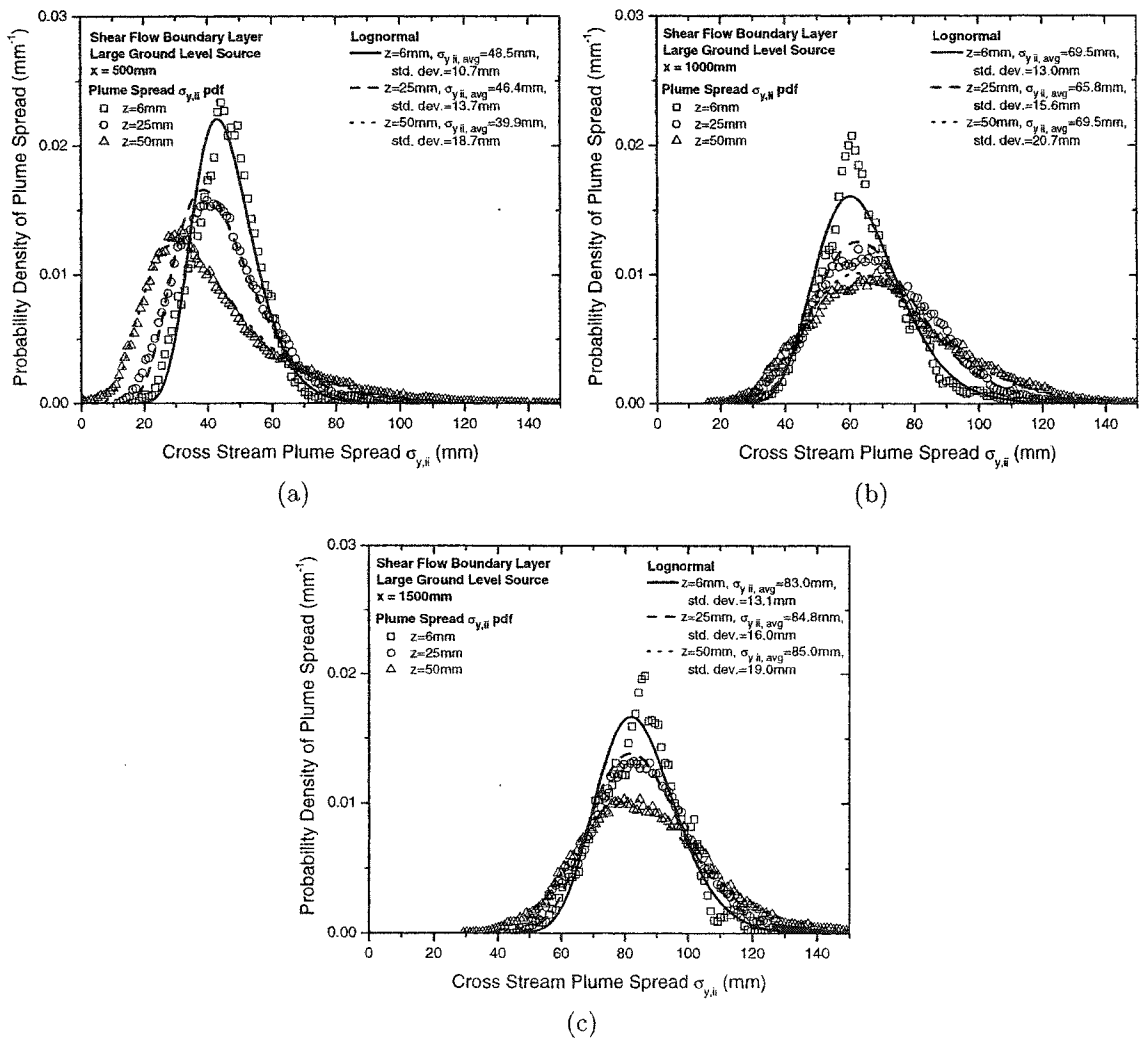 0.03
0.02
0.01
0.00
Probability Density of Plume Spread (mm⁻¹)
Shear Flow Boundary Layer
Large Ground Level Source
x = 500mm
Plume Spread σy,ii pdf
□ z=6mm
○ z=25mm
△ z=50mm
Lognormal
z=6mm, σy ii, avg=48.5mm,
std. dev.=10.7mm
z=25mm, σy ii, avg=46.4mm,
std. dev.=13.7mm
z=50mm, σy ii, avg=39.9mm,
std. dev.=18.7mm
0 20 40 60 80 100 120 140
Cross Stream Plume Spread σy,ii (mm)
(a)
0.03
0.02
0.01
0.00
Probability Density of Plume Spread (mm⁻¹)
Shear Flow Boundary Layer
Large Ground Level Source
x = 1000mm
Plume Spread σy,ii pdf
□ z=6mm
○ z=25mm
△ z=50mm
Lognormal
z=6mm, σy ii, avg=69.5mm,
std. dev.=13.0mm
z=25mm, σy ii, avg=65.8mm,
std. dev.=15.6mm
z=50mm, σy ii, avg=69.5mm,
std. dev.=20.7mm
0 20 40 60 80 100 120 140
Cross Stream Plume Spread σy,ii (mm)
(b)
0.03
0.02
0.01
0.00
Probability Density of Plume Spread (mm⁻¹)
Shear Flow Boundary Layer
Large Ground Level Source
x = 1500mm
Plume Spread σy,ii pdf
□ z=6mm
○ z=25mm
△ z=50mm
Lognormal
z=6mm, σy ii, avg=83.0mm,
std. dev.=13.1mm
z=25mm, σy ii, avg=84.8mm,
std. dev.=16.0mm
z=50mm, σy ii, avg=85.0mm,
std. dev.=19.0mm
0 20 40 60 80 100 120 140
Cross Stream Plume Spread σy,ii (mm)
(c)